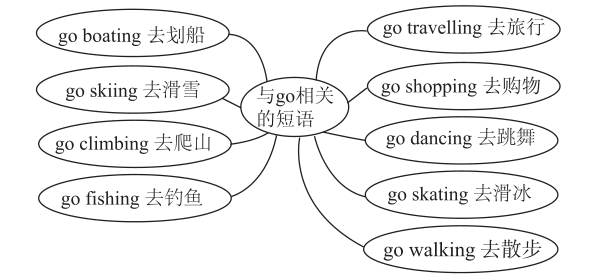 go boating 去划船
go skiing 去滑雪
go climbing 去爬山
go fishing 去钓鱼
与go相关
的短语
go travelling 去旅行
go shopping 去购物
go dancing 去跳舞
go skating 去滑冰
go walking 去散步